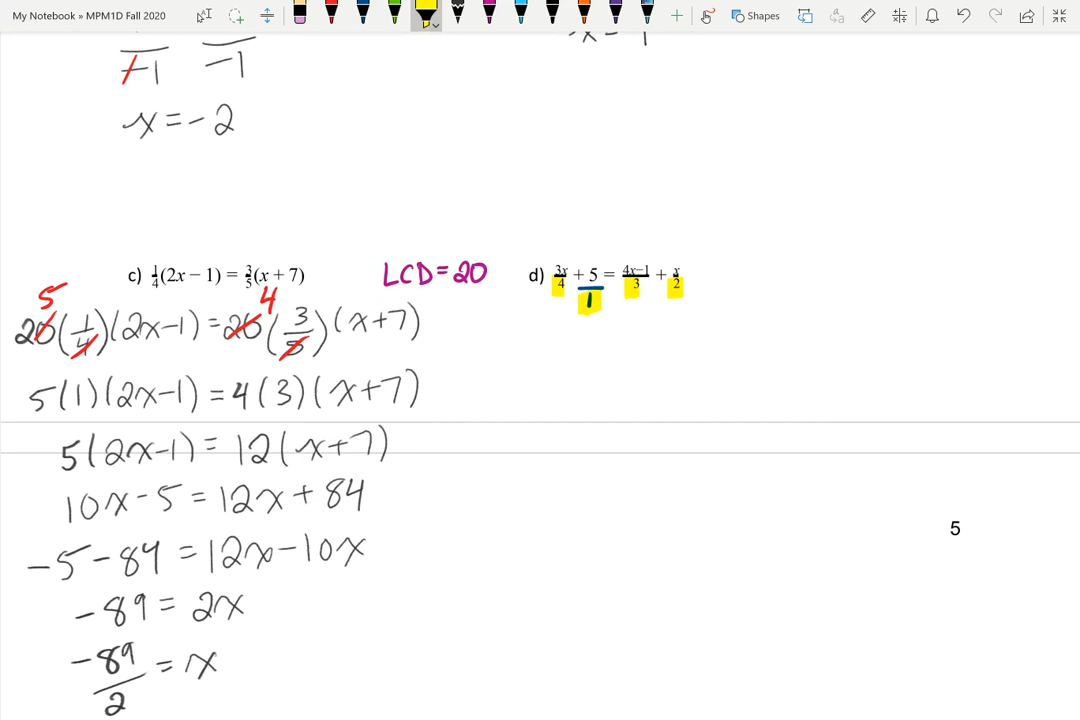 My Notebook » MPM1D Fall 2020
Shapes
-1 -1
x = -2
c) 1/4(2x − 1) = 3/5(x + 7)
LCD = 20
d) 3x/4 + 5/1 = 4x−1/3 + x/2
5 4
20(1/4)(2x-1) = 20(3/5)(x+7)
5(1)(2x-1) = 4(3)(x+7)
5(2x-1) = 12(x+7)
10x - 5 = 12x + 84
-5 - 84 = 12x - 10x
5
-89 = 2x
-89/2 = x